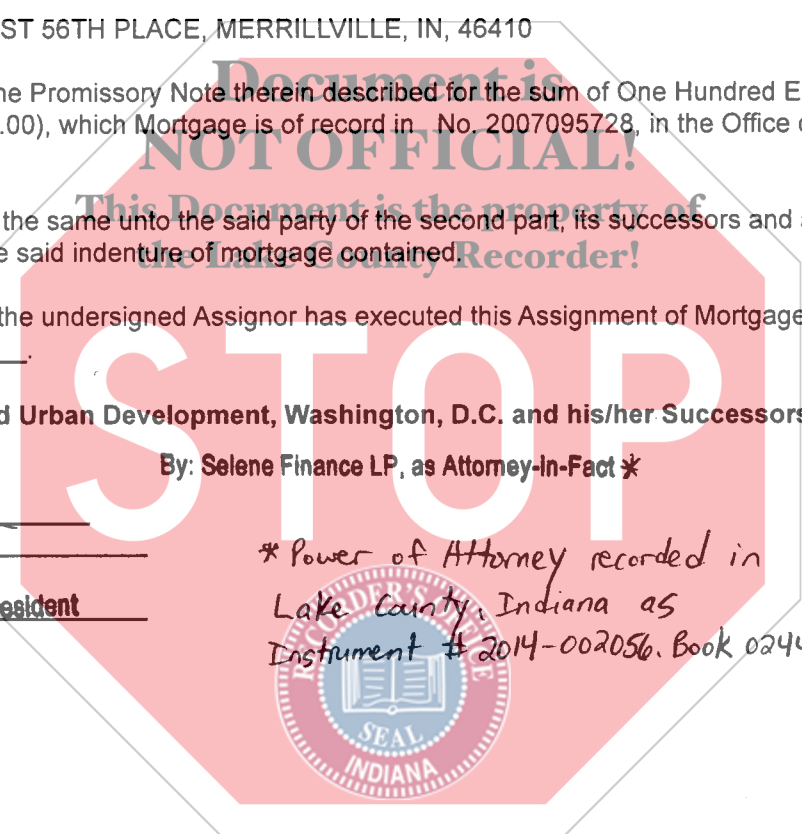 ST 56TH PLACE, MERRILLVILLE, IN, 46410
Document is
ne Promissory Note therein described for the sum of One Hundred E
.00), which Mortgage is of record in No. 2007095728, in the Office
NOT OFFICIAL!
This Document is the property of
the same unto the said party of the second part, its successors and
e said indenture of mortgage contained.
the Lake County Recorder!
the undersigned Assignor has executed this Assignment of Mortgage
STOP
d Urban Development, Washington, D.C. and his/her Successors
By: Selene Finance LP, as Attorney-in-Fact *
* Power of Attorney recorded in
esident
Lake County, Indiana as
Instrument # 2014-002056. Book 024
RECORDER'S OFFICE
SEAL
INDIANA